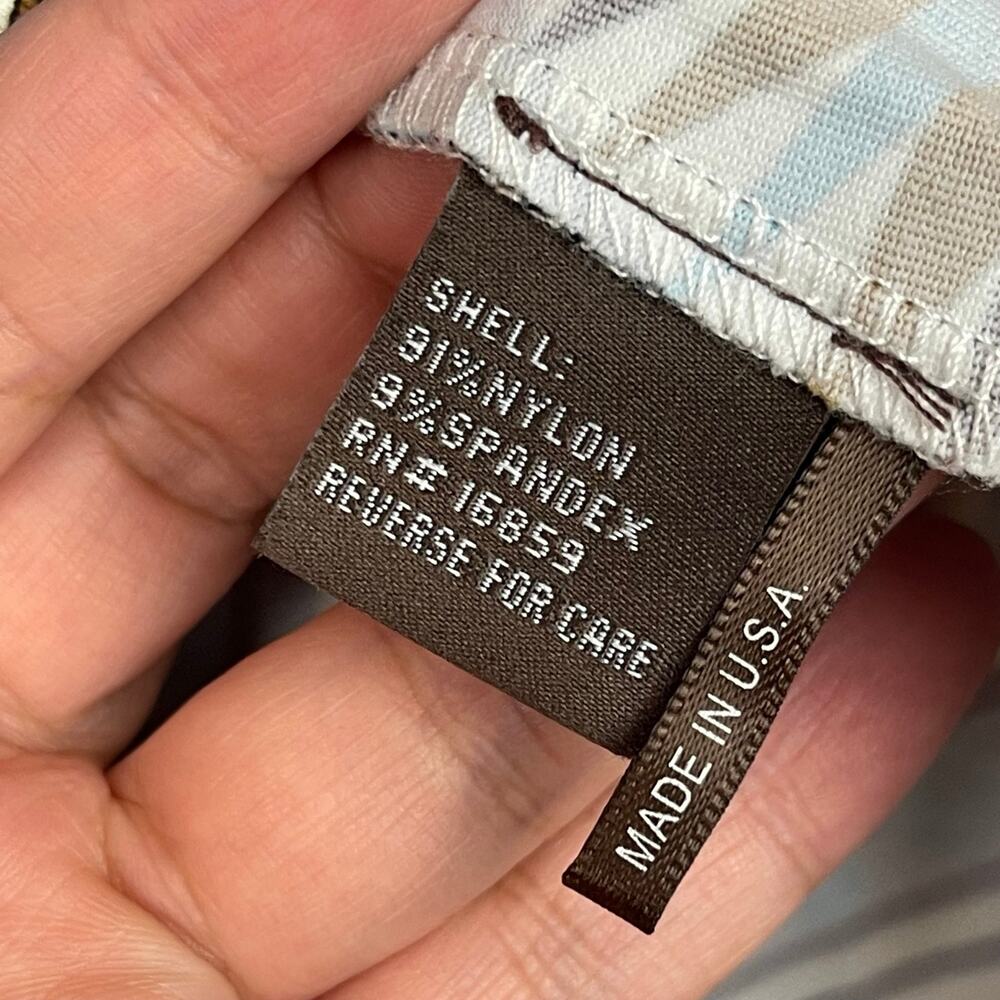 SHELL:
91%NYLON
9%SPANDEX
RN# 16859
REVERSE FOR CARE
MADE IN U.S.A.